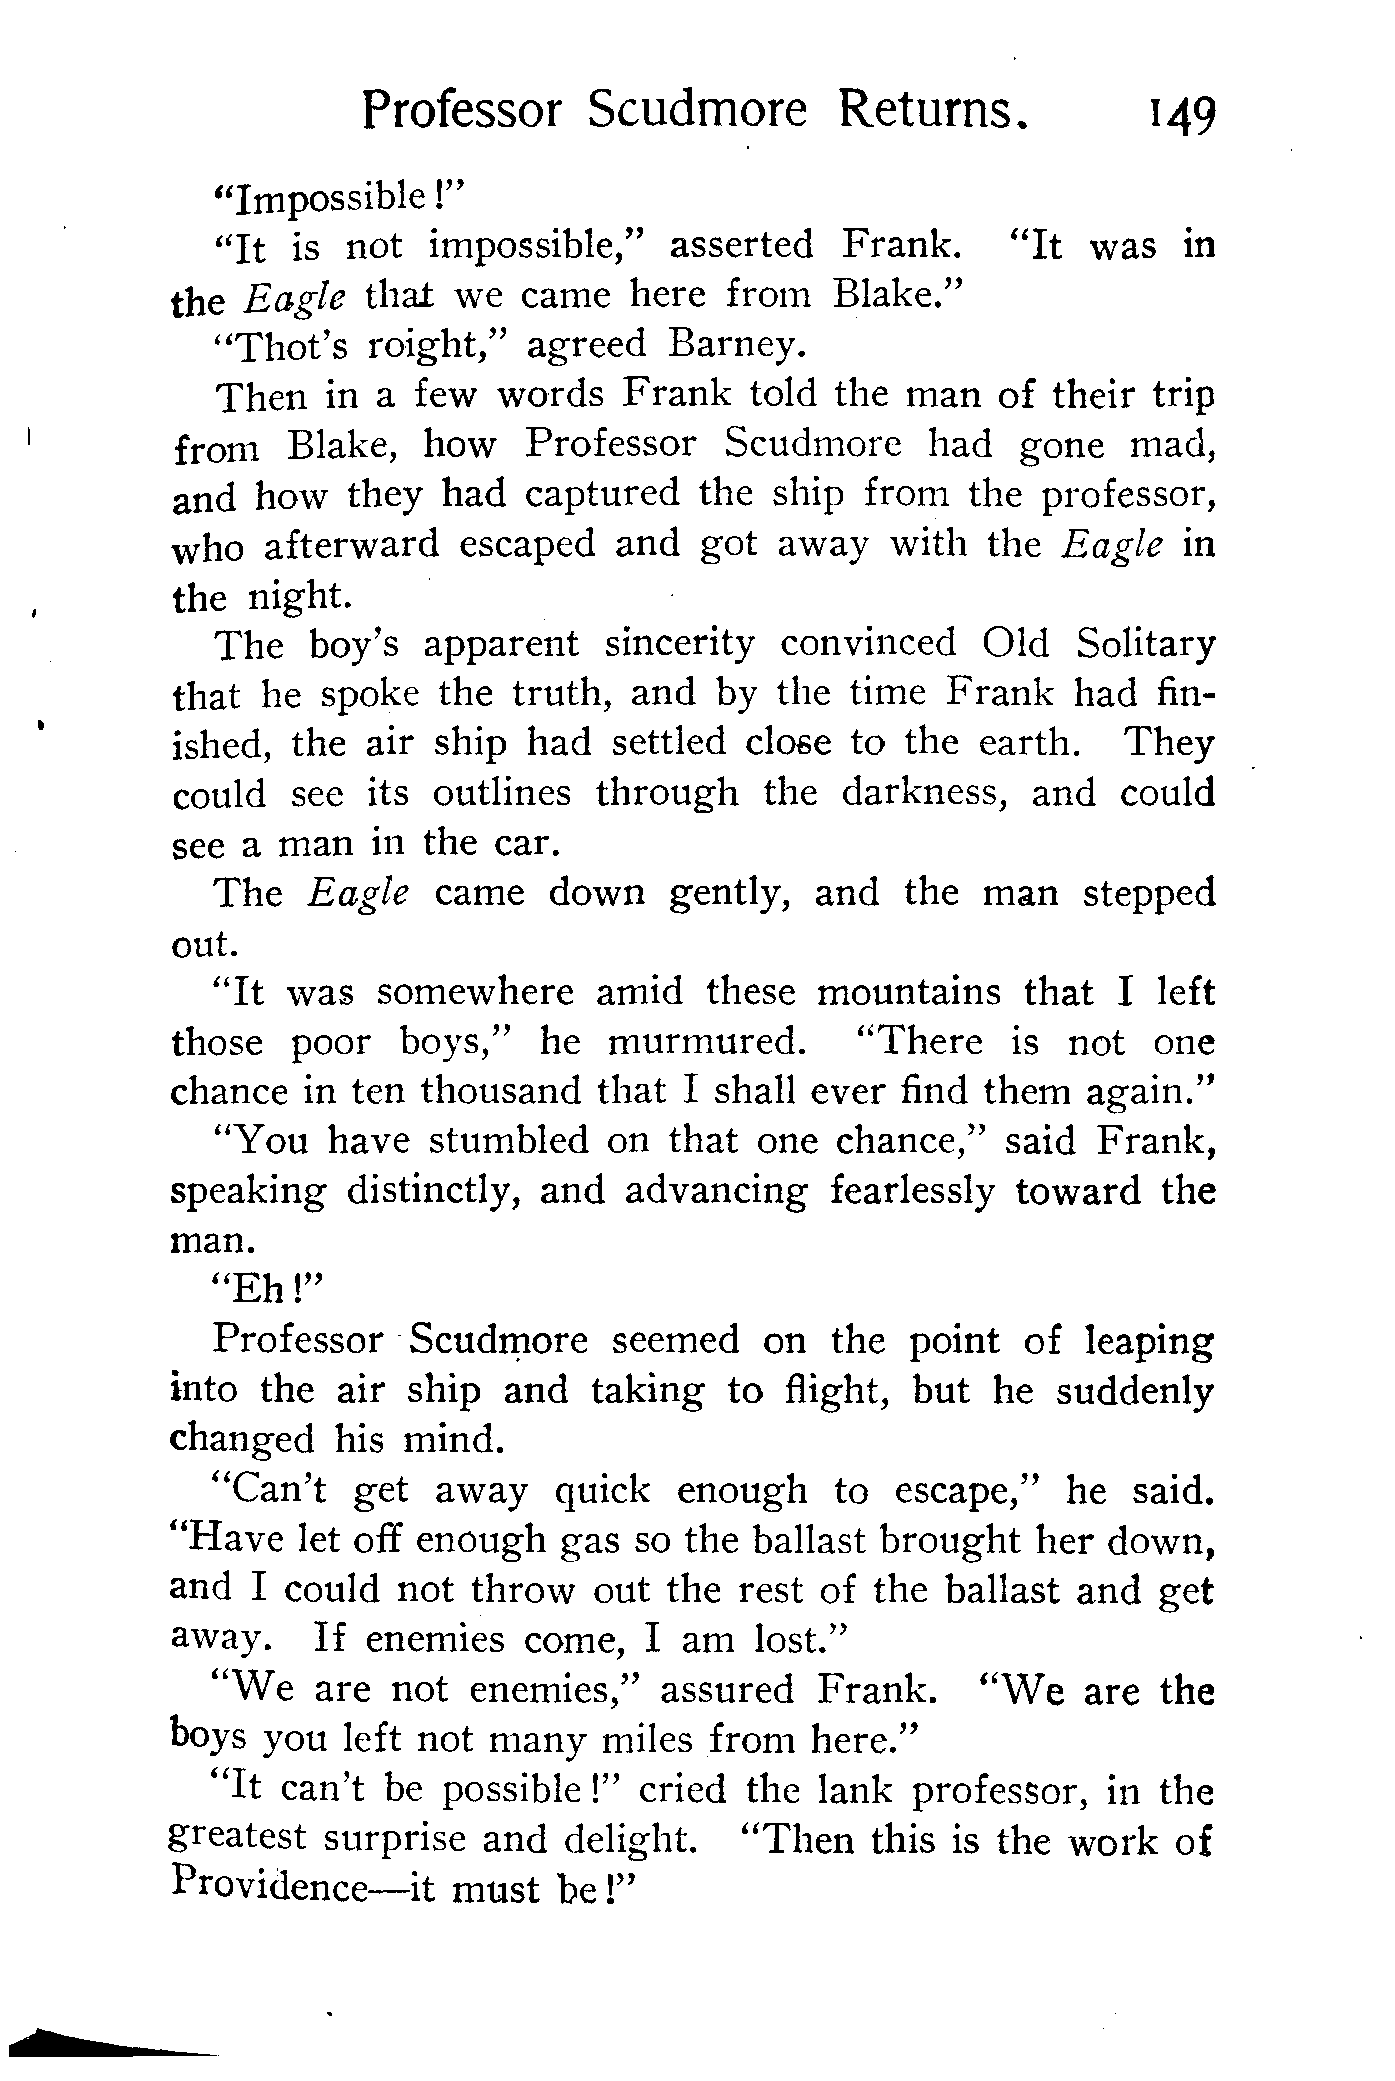 Professor Scudmore Returns. 149
“Impossible!”
“It is not impossible,” asserted Frank. “It was in
the Eagle that we came here from Blake.”
“Thot’s roight,” agreed Barney.
Then in a few words Frank told the man of their trip
from Blake, how Professor Scudmore had gone mad,
and how they had captured the ship from the professor,
who afterward escaped and got away with the Eagle in
the night.
The boy’s apparent sincerity convinced Old Solitary
that he spoke the truth, and by the time Frank had fin-
ished, the air ship had settled close to the earth. They
could see its outlines through the darkness, and could
see a man in the car.
The Eagle came down gently, and the man stepped
out.
“It was somewhere amid these mountains that I left
those poor boys,” he murmured. “There is not one
chance in ten thousand that I shall ever find them again.”
“You have stumbled on that one chance,” said Frank,
speaking distinctly, and advancing fearlessly toward the
man.
“Eh!”
Professor Scudmore seemed on the point of leaping
into the air ship and taking to flight, but he suddenly
changed his mind.
“Can’t get away quick enough to escape,” he said.
“Have let off enough gas so the ballast brought her down,
and I could not throw out the rest of the ballast and get
away. If enemies come, I am lost.”
“We are not enemies,” assured Frank. “We are the
boys you left not many miles from here.”
“It can’t be possible!” cried the lank professor, in the
greatest surprise and delight. “Then this is the work of
Providence—it must be!”